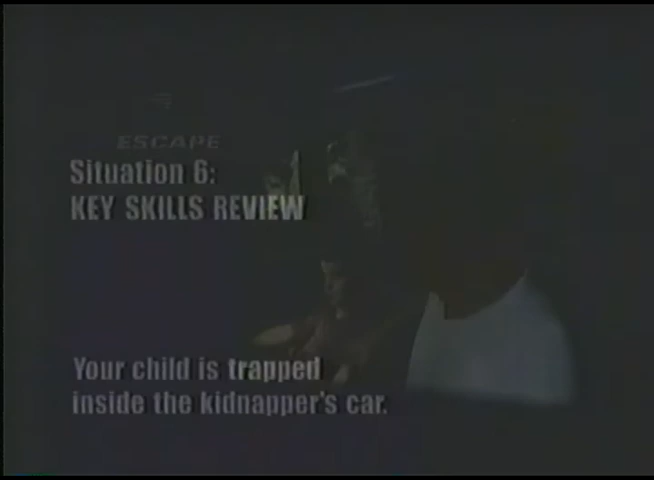 ESCAPE
Situation 6:
KEY SKILLS REVIEW
Your child is trapped
inside the kidnapper's car.